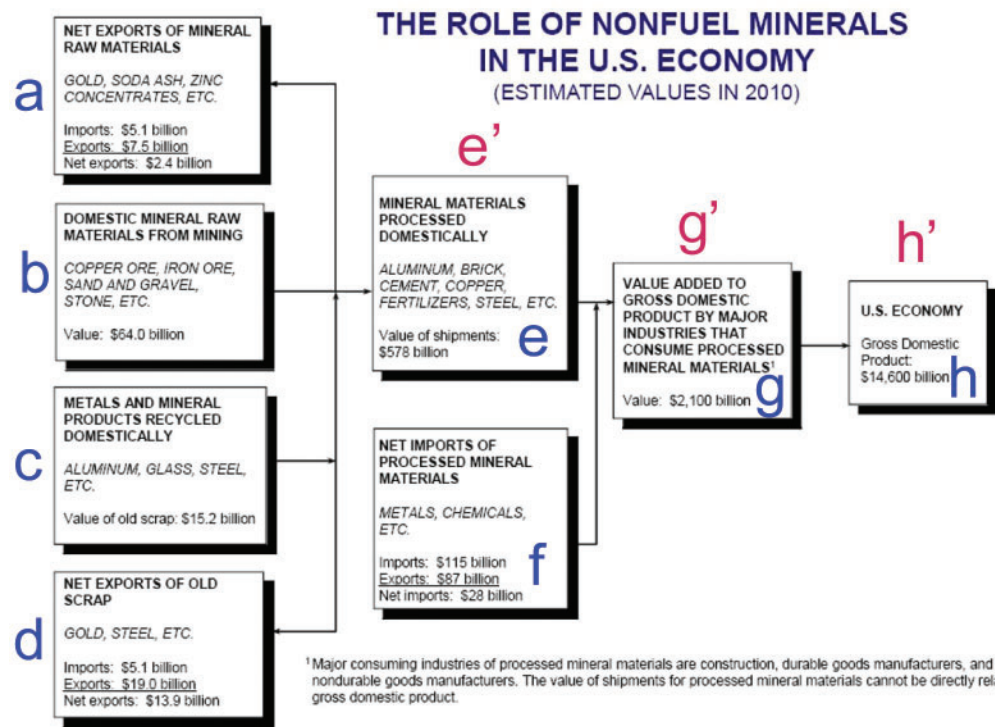 THE ROLE OF NONFUEL MINERALS
IN THE U.S. ECONOMY
(ESTIMATED VALUES IN 2010)
a
NET EXPORTS OF MINERAL
RAW MATERIALS
GOLD, SODA ASH, ZINC
CONCENTRATES, ETC.
Imports: $5.1 billion
Exports: $7.5 billion
Net exports: $2.4 billion
b
DOMESTIC MINERAL RAW
MATERIALS FROM MINING
COPPER ORE, IRON ORE,
SAND AND GRAVEL,
STONE, ETC.
Value: $64.0 billion
c
METALS AND MINERAL
PRODUCTS RECYCLED
DOMESTICALLY
ALUMINUM, GLASS, STEEL,
ETC.
Value of old scrap: $15.2 billion
d
NET EXPORTS OF OLD
SCRAP
GOLD, STEEL, ETC.
Imports: $5.1 billion
Exports: $19.0 billion
Net exports: $13.9 billion
e'
MINERAL MATERIALS
PROCESSED
DOMESTICALLY
ALUMINUM, BRICK,
CEMENT, COPPER,
FERTILIZERS, STEEL, ETC.
Value of shipments:
$578 billion
e
NET IMPORTS OF
PROCESSED MINERAL
MATERIALS
METALS, CHEMICALS,
ETC.
Imports: $115 billion
Exports: $87 billion
Net imports: $28 billion
f
g'
VALUE ADDED TO
GROSS DOMESTIC
PRODUCT BY MAJOR
INDUSTRIES THAT
CONSUME PROCESSED
MINERAL MATERIALS¹
Value: $2,100 billion
g
h'
U.S. ECONOMY
Gross Domestic
Product:
$14,600 billion
h
¹ Major consuming industries of processed mineral materials are construction, durable goods manufacturers, and
nondurable goods manufacturers. The value of shipments for processed mineral materials cannot be directly
gross domestic product.